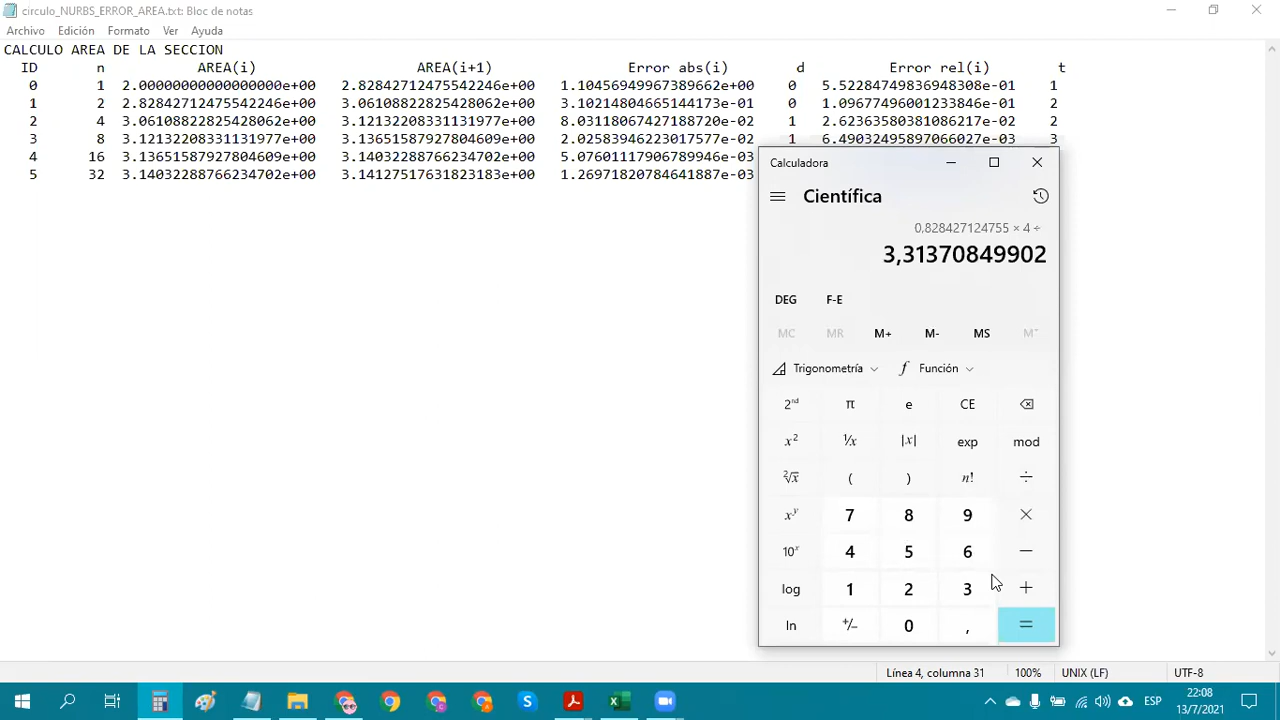 circulo_NURBS_ERROR_AREA.txt: Bloc de notas
Archivo Edición Formato Ver Ayuda
CALCULO AREA DE LA SECCION
ID n AREA(i) AREA(i+1) Error abs(i) d Error rel(i) t
0 1 2.00000000000000000e+00 2.82842712475542246e+00 1.10456949967389662e+00 0 5.52284749836948308e-01 1
1 2 2.82842712475542246e+00 3.06108822825428062e+00 3.10214804665144173e-01 0 1.09677496001233846e-01 2
2 4 3.06108822825428062e+00 3.12132208331131977e+00 8.03118067427188720e-02 1 2.62363580381086217e-02 2
3 8 3.12132208331131977e+00 3.13651587927804609e+00 2.02583946223017577e-02 1 6.49032495897066027e-03 3
4 16 3.13651587927804609e+00 3.14032288766234702e+00 5.07601117906789946e-03
5 32 3.14032288766234702e+00 3.14127517631823183e+00 1.26971820784641887e-03
Calculadora
Científica
0,828427124755 × 4 ÷
3,31370849902
DEG F-E
MC MR M+ M- MS M˅
Trigonometría f Función
2ⁿᵈ π e CE
x² ¹/x |x| exp mod
²√x ( ) n! ÷
xʸ 7 8 9 ×
10ˣ 4 5 6 −
log 1 2 3 +
ln +/− 0 , =
Línea 4, columna 31 100% UNIX (LF) UTF-8
ESP
22:08
13/7/2021